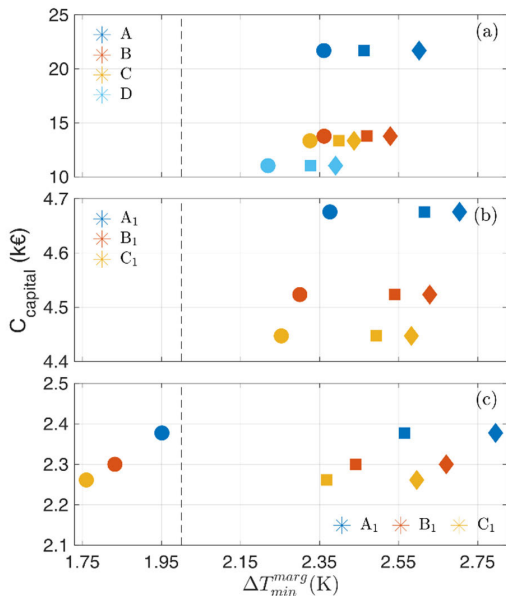 25
20
15
10
A
B
C
D
(a)
4.7
4.6
4.5
4.4
A₁
B₁
C₁
(b)
C_capital (k€)
2.5
2.4
2.3
2.2
2.1
(c)
A₁ B₁ C₁
1.75 1.95 2.15 2.35 2.55 2.75
ΔT_min^marg(K)